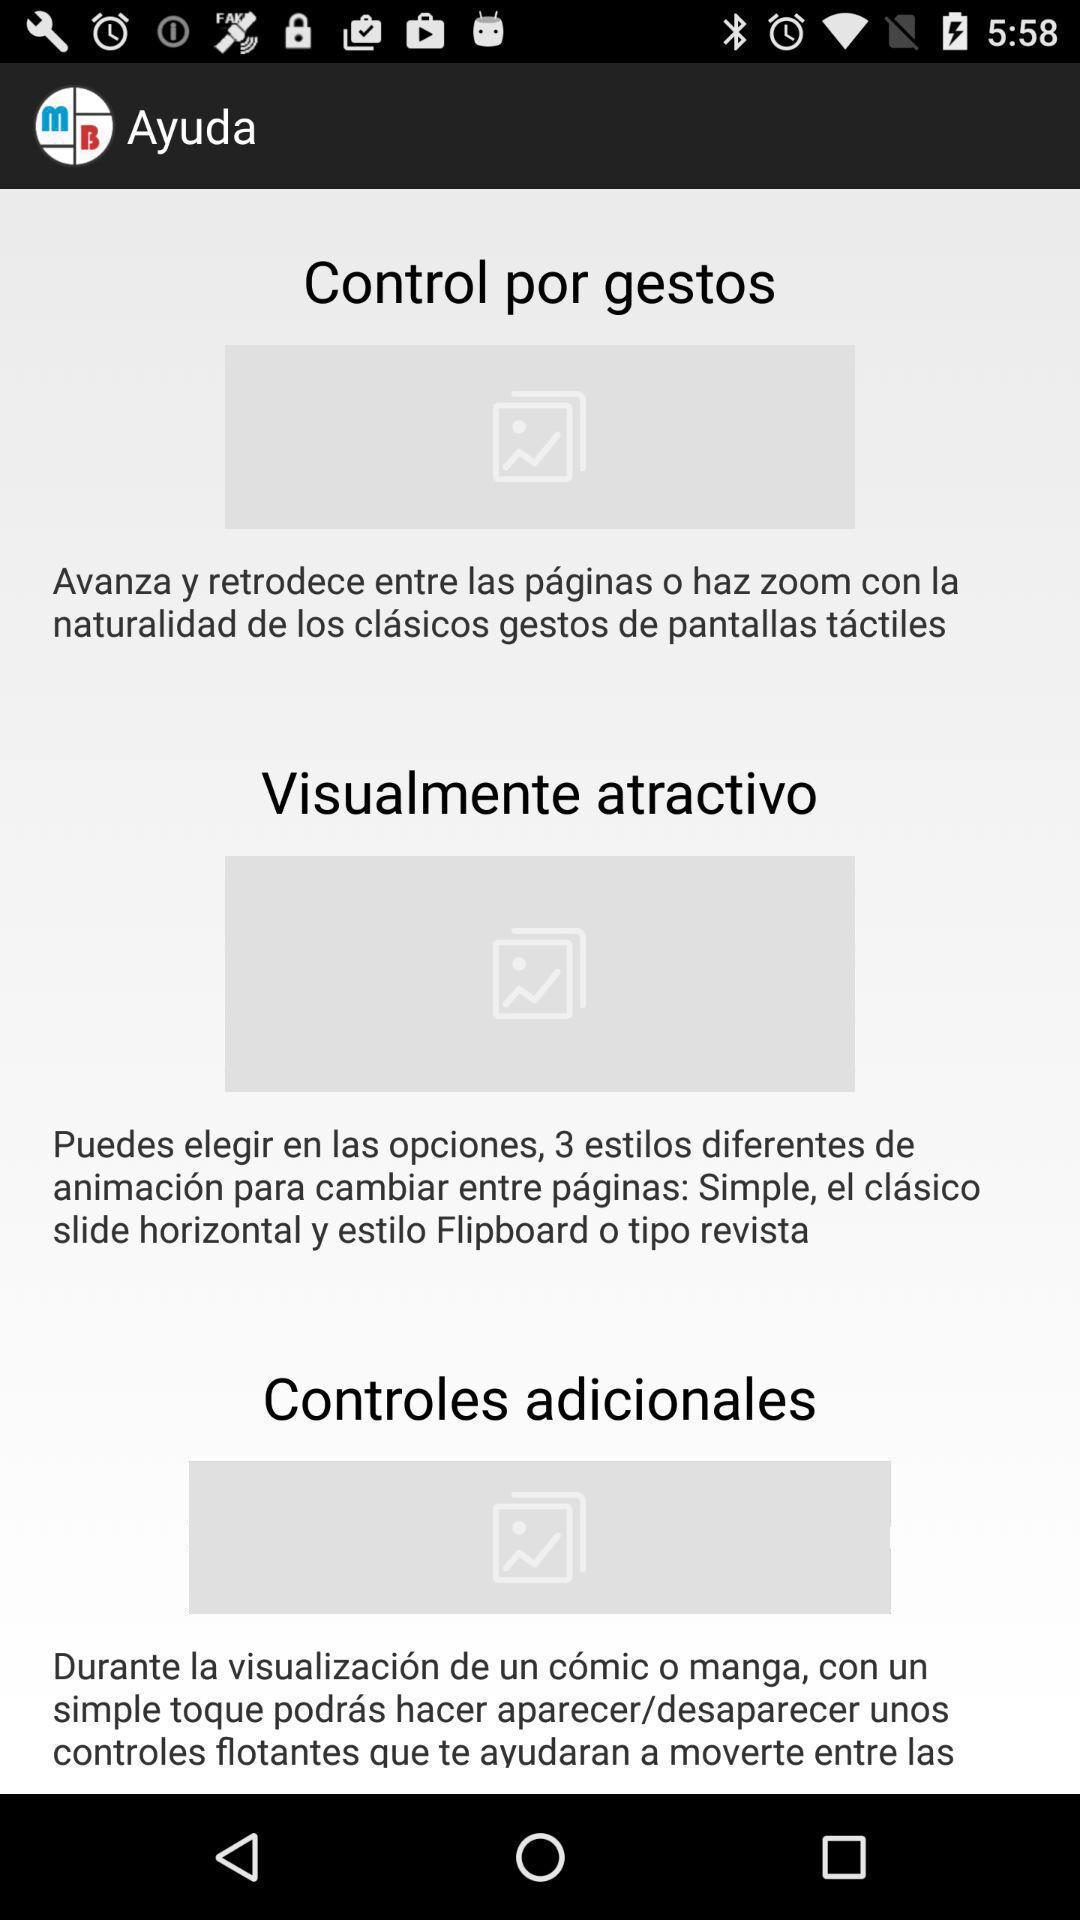 FAKE
5:58
m B Ayuda
Control por gestos
Avanza y retrodece entre las páginas o haz zoom con la
naturalidad de los clásicos gestos de pantallas táctiles
Visualmente atractivo
Puedes elegir en las opciones, 3 estilos diferentes de
animación para cambiar entre páginas: Simple, el clásico
slide horizontal y estilo Flipboard o tipo revista
Controles adicionales
Durante la visualización de un cómic o manga, con un
simple toque podrás hacer aparecer/desaparecer unos
controles flotantes que te ayudaran a moverte entre las